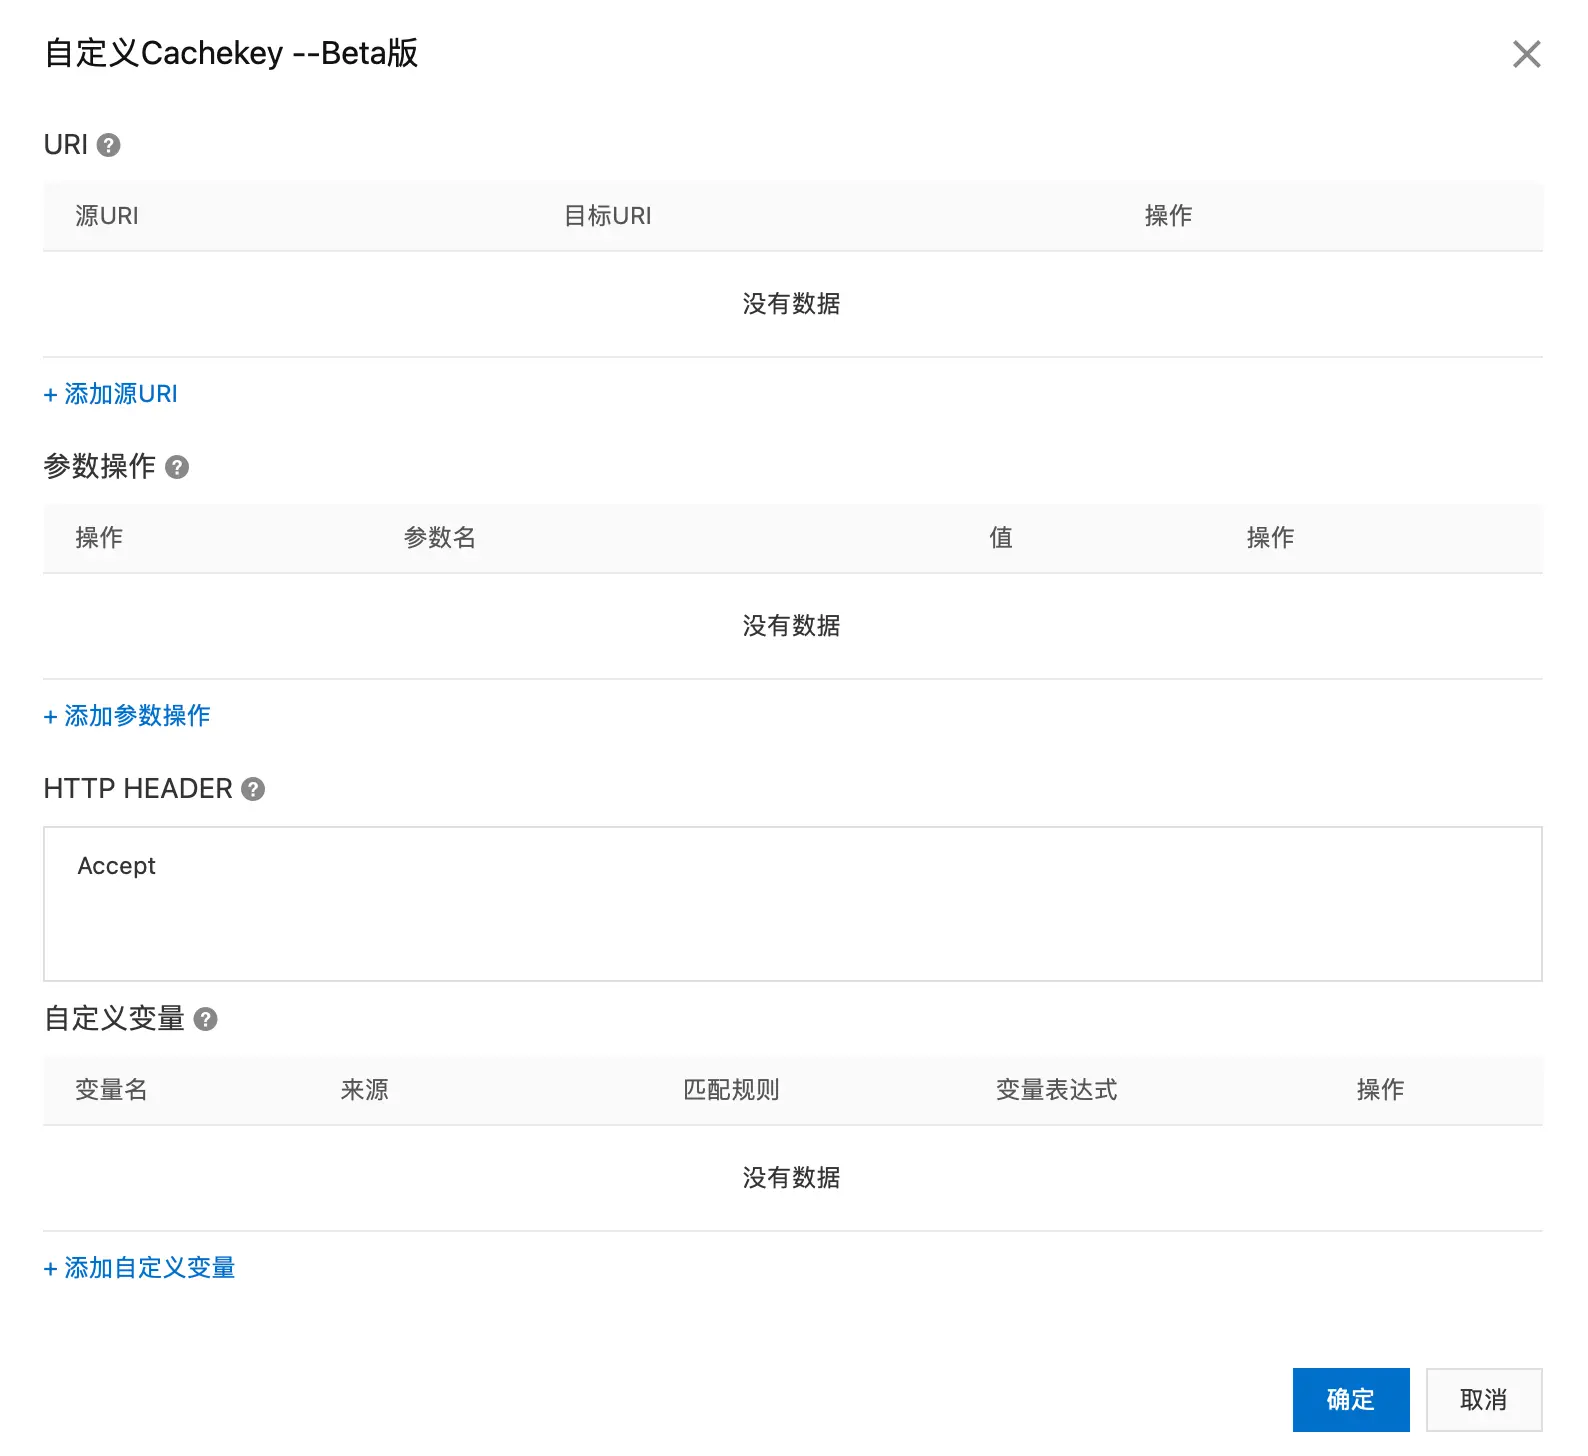 自定义Cachekey --Beta版
URI
源URI 目标URI 操作
没有数据
+ 添加源URI
参数操作
操作 参数名 值 操作
没有数据
+ 添加参数操作
HTTP HEADER
Accept
自定义变量
变量名 来源 匹配规则 变量表达式 操作
没有数据
+ 添加自定义变量
确定 取消